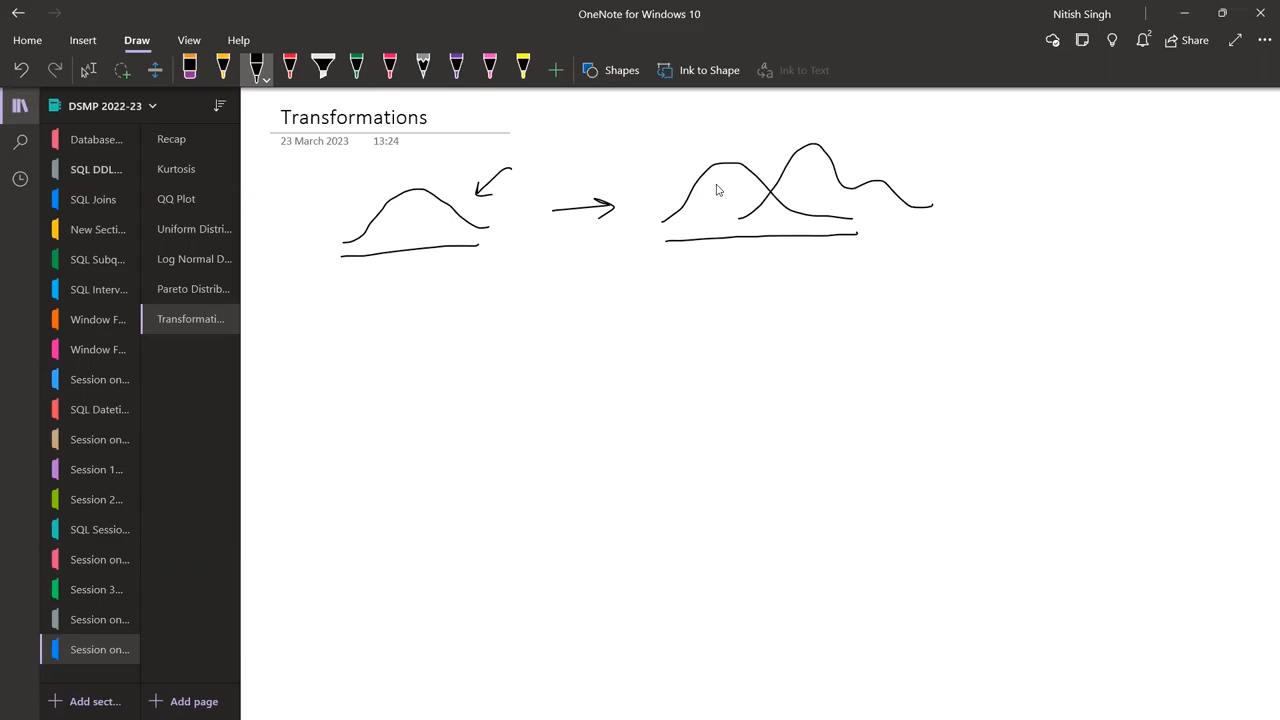 OneNote for Windows 10
Nitish Singh
Home
Insert
Draw
View
Help
2
Share
Shapes
Ink to Shape
Ink to Text
DSMP 2022-23
Database...
SQL DDL...
SQL Joins
New Secti...
SQL Subq...
SQL Interv...
Window F...
Window F...
Session on...
SQL Dateti...
Session on...
Session 1...
Session 2...
SQL Sessio...
Session on...
Session 3...
Session on...
Session on...
Add sect...
Recap
Kurtosis
QQ Plot
Uniform Distri...
Log Normal D...
Pareto Distrib...
Transformati...
Add page
Transformations
23 March 2023 13:24